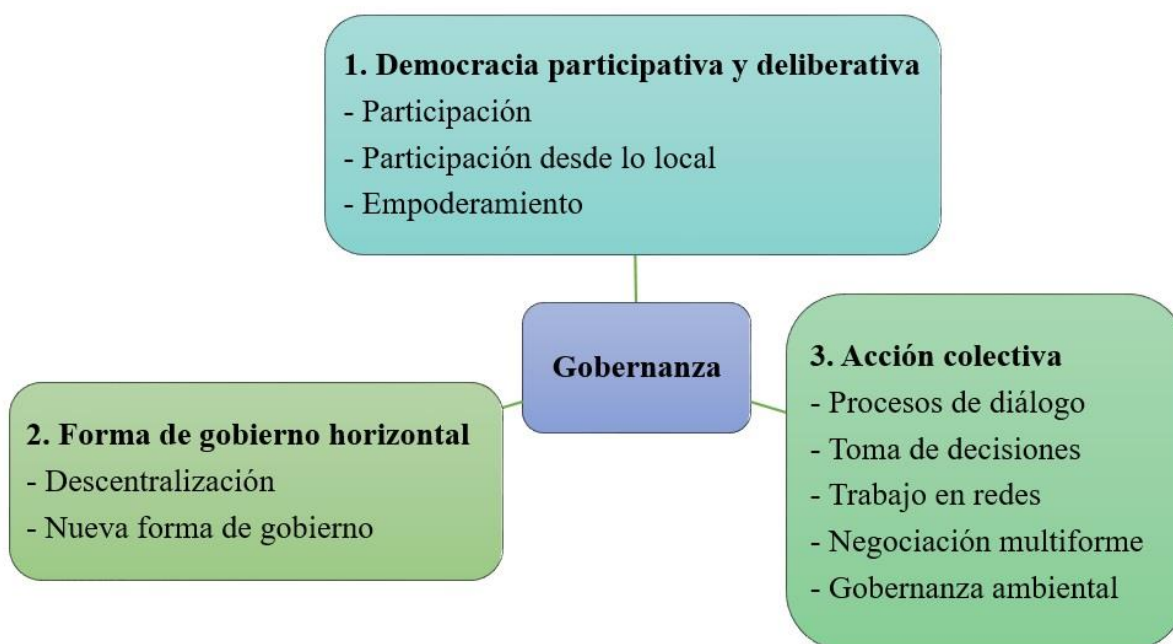 1. Democracia participativa y deliberativa
- Participación
- Participación desde lo local
- Empoderamiento
Gobernanza
2. Forma de gobierno horizontal
- Descentralización
- Nueva forma de gobierno
3. Acción colectiva
- Procesos de diálogo
- Toma de decisiones
- Trabajo en redes
- Negociación multiforme
- Gobernanza ambiental